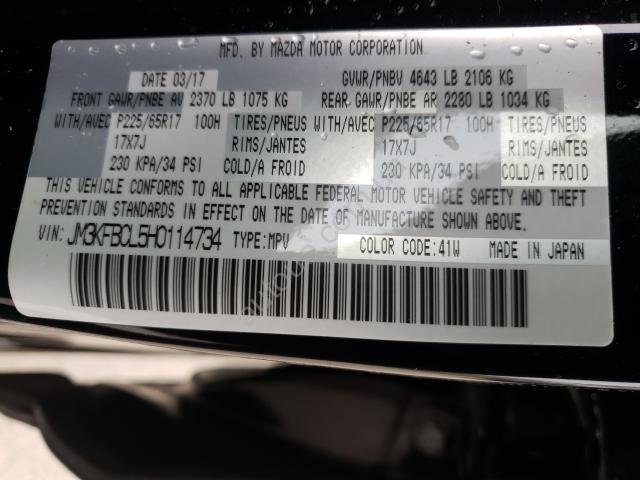 MFD. BY MAZDA MOTOR CORPORATION
DATE 03/17 GVWR/PNBV 4643 LB 2106 KG
FRONT GAWR/PNBE AV 2370 LB 1075 KG REAR GAWR/PNBE AR 2280 LB 1034 KG
WITH/AVEC P225/65R17 100H TIRES/PNEUS WITH/AVEC P225/65R17 100H TIRES/PNEUS
17X7J RIMS/JANTES 17X7J RIMS/JANTES
230 KPA/34 PSI COLD/A FROID 230 KPA/34 PSI COLD/A FROID
THIS VEHICLE CONFORMS TO ALL APPLICABLE FEDERAL MOTOR VEHICLE SAFETY AND THEFT
PREVENTION STANDARDS IN EFFECT ON THE DATE OF MANUFACTURE SHOWN ABOVE.
VIN: JM3KFBCL5H0114734 TYPE:MPV COLOR CODE:41W MADE IN JAPAN